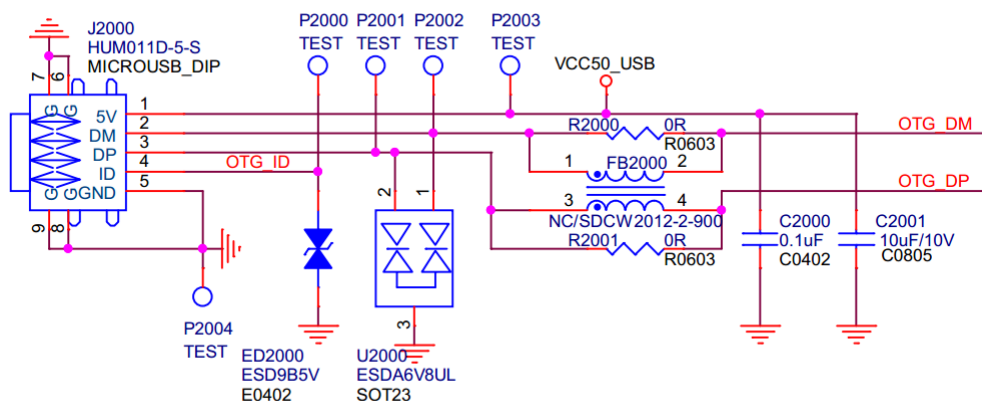 J2000
HUM011D-5-S
MICROUSB_DIP
P2000
TEST
P2001
TEST
P2002
TEST
P2003
TEST
VCC50_USB
7
6
G
G
5V
DM
DP
ID
GND
G
G
1
2
3
4
5
9
8
OTG_ID
P2004
TEST
ED2000
ESD9B5V
E0402
2
1
3
U2000
ESDA6V8UL
SOT23
R2000
0R
R0603
1
FB2000
2
3
4
NC/SDCW2012-2-900
R2001
0R
R0603
OTG_DM
OTG_DP
C2000
0.1uF
C0402
C2001
10uF/10V
C0805